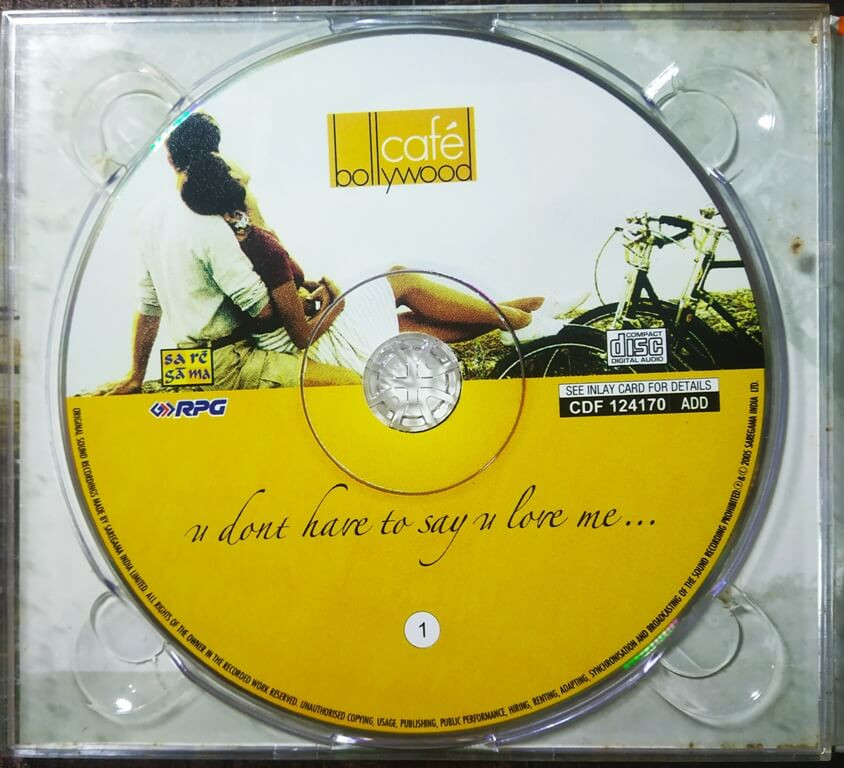 café
bollywood
sa rē
gā ma
RPG
COMPACT
disc
DIGITAL AUDIO
SEE INLAY CARD FOR DETAILS
CDF 124170 ADD
u dont have to say u love me...
1
ORIGINAL SOUND RECORDINGS MADE BY SAREGAMA INDIA LIMITED. ALL RIGHTS OF THE OWNER IN THE RECORDED WORK RESERVED. UNAUTHORISED COPYING, USAGE, PUBLISHING, PUBLIC PERFORMANCE, HIRING, RENTING, ADAPTING, SYNCHRONISATION AND BROADCASTING OF THE SOUND RECORDING PROHIBITED. ℗ & © 2005 SAREGAMA INDIA LTD.